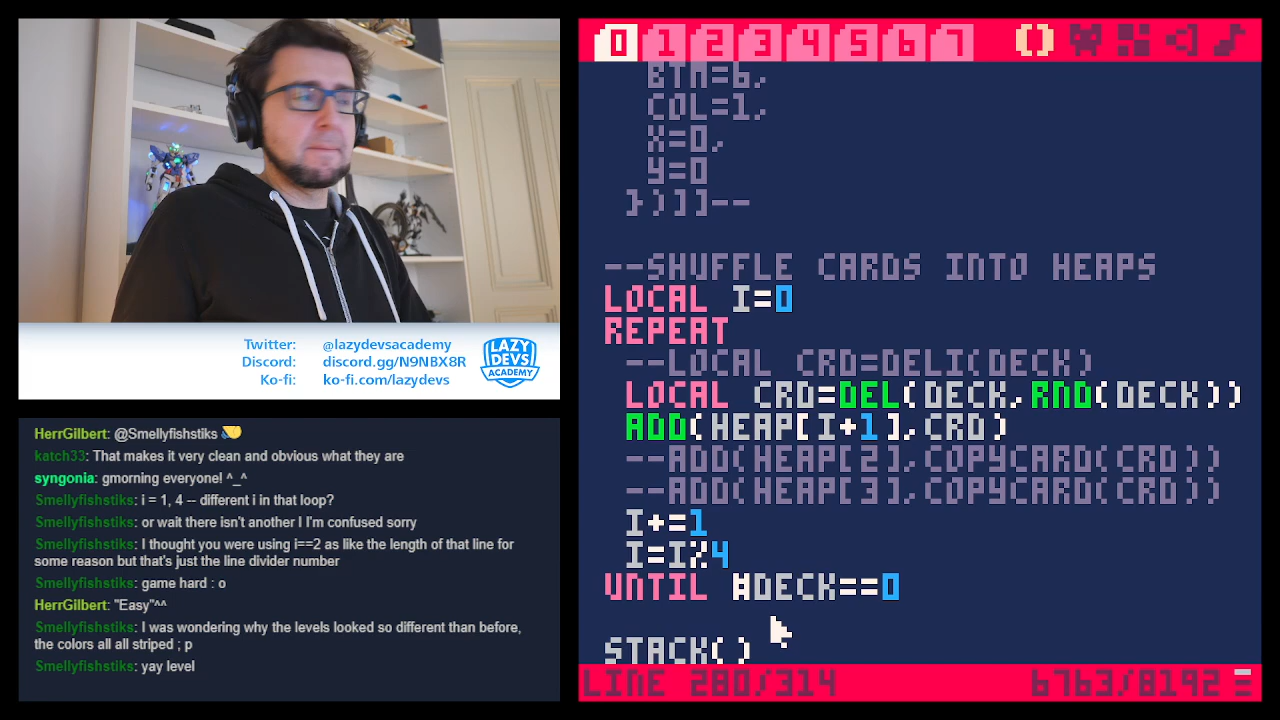 Twitter: @lazydevsacademy
Discord: discord.gg/N9NBX8R
Ko-fi: ko-fi.com/lazydevs
LAZY
DEVS
ACADEMY
HerrGilbert: @Smellyfishstiks
katch33: That makes it very clean and obvious what they are
syngonia: gmorning everyone! ^_^
Smellyfishstiks: i = 1, 4 -- different i in that loop?
Smellyfishstiks: or wait there isn't another I I'm confused sorry
Smellyfishstiks: I thought you were using i==2 as like the length of that line for
some reason but that's just the line divider number
Smellyfishstiks: game hard : o
HerrGilbert: "Easy"^^
Smellyfishstiks: I was wondering why the levels looked so different than before,
the colors all all striped ; p
Smellyfishstiks: yay level
0 1 2 3 4 5 6 7 ()
BTM=6,
COL=1,
X=0,
Y=0
})]]--
--SHUFFLE CARDS INTO HEAPS
LOCAL I=0
REPEAT
--LOCAL CRD=DELI(DECK)
LOCAL CRD=DEL(DECK,RND(DECK))
ADD(HEAP[I+1],CRD)
--ADD(HEAP[2],COPYCARD(CRD))
--ADD(HEAP[3],COPYCARD(CRD))
I+=1
I=I%4
UNTIL #DECK==0
STACK()
LINE 280/314 6763/8192